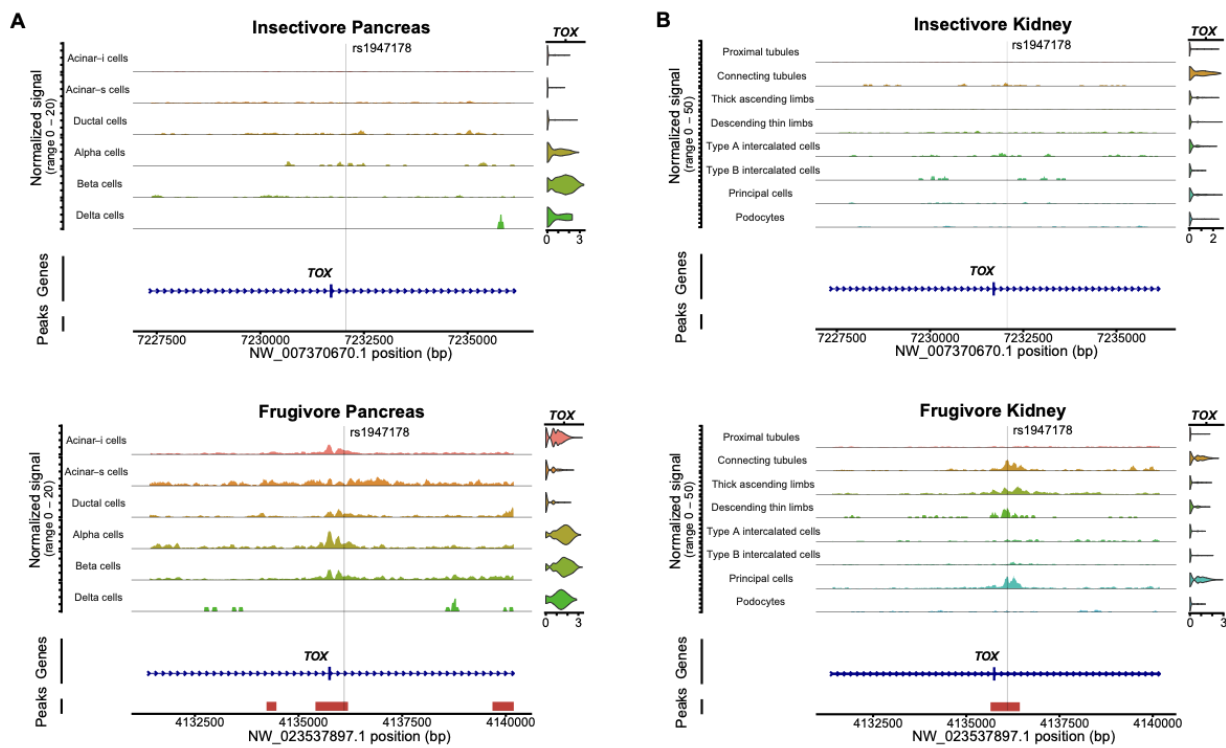 A
Insectivore Pancreas
rs1947178
TOX
Normalized signal
(range 0 – 20)
Acinar–i cells
Acinar–s cells
Ductal cells
Alpha cells
Beta cells
Delta cells
0 3
Genes
TOX
Peaks
7227500 7230000 7232500 7235000
NW_007370670.1 position (bp)
B
Insectivore Kidney
rs1947178
TOX
Normalized signal
(range 0 – 50)
Proximal tubules
Connecting tubules
Thick ascending limbs
Descending thin limbs
Type A intercalated cells
Type B intercalated cells
Principal cells
Podocytes
0 2
Genes
TOX
Peaks
7227500 7230000 7232500 7235000
NW_007370670.1 position (bp)
Frugivore Pancreas
rs1947178
TOX
Normalized signal
(range 0 – 20)
Acinar–i cells
Acinar–s cells
Ductal cells
Alpha cells
Beta cells
Delta cells
0 3
Genes
TOX
Peaks
4132500 4135000 4137500 4140000
NW_023537897.1 position (bp)
Frugivore Kidney
rs1947178
TOX
Normalized signal
(range 0 – 50)
Proximal tubules
Connecting tubules
Thick ascending limbs
Descending thin limbs
Type A intercalated cells
Type B intercalated cells
Principal cells
Podocytes
0 3
Genes
TOX
Peaks
4132500 4135000 4137500 4140000
NW_023537897.1 position (bp)